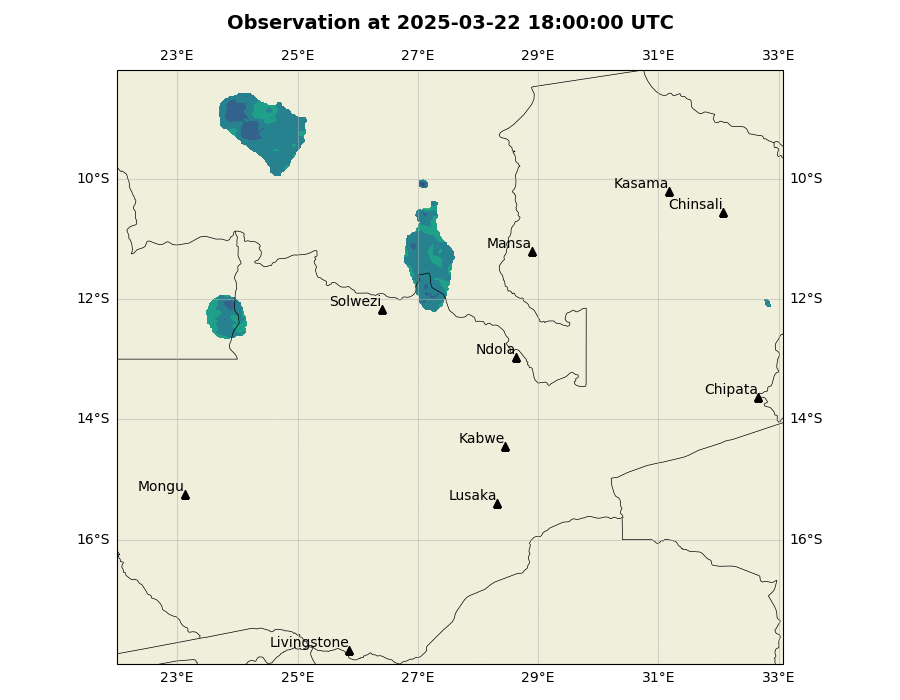 Observation at 2025-03-22 18:00:00 UTC
23°E 25°E 27°E 29°E 31°E 33°E
10°S 10°S
Kasama
Chinsali
Mansa
12°S 12°S
Solwezi
Ndola
Chipata
14°S 14°S
Kabwe
Mongu
Lusaka
16°S 16°S
Livingstone
23°E 25°E 27°E 29°E 31°E 33°E